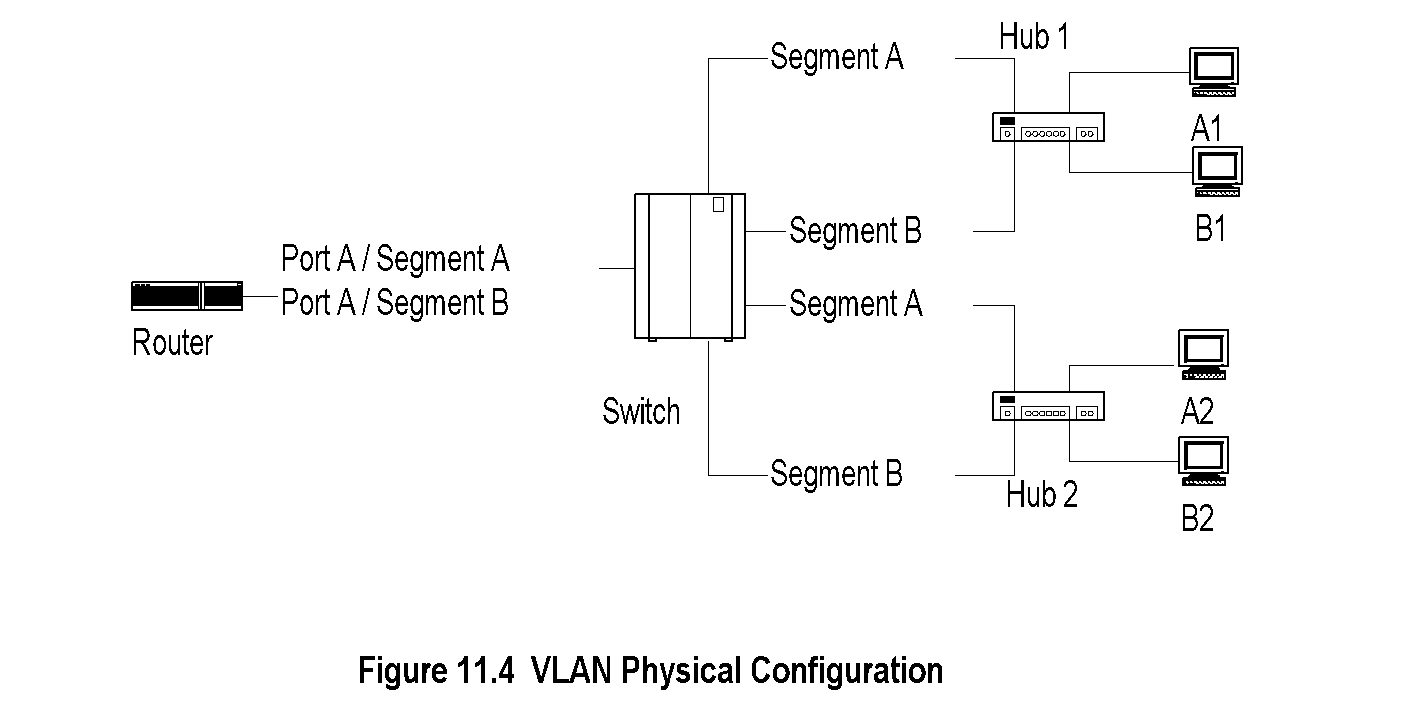 Hub 1
Segment A
A1
Segment B
B1
Port A / Segment A
Port A / Segment B
Segment A
Router
Switch
A2
Segment B
Hub 2
B2
Figure 11.4 VLAN Physical Configuration